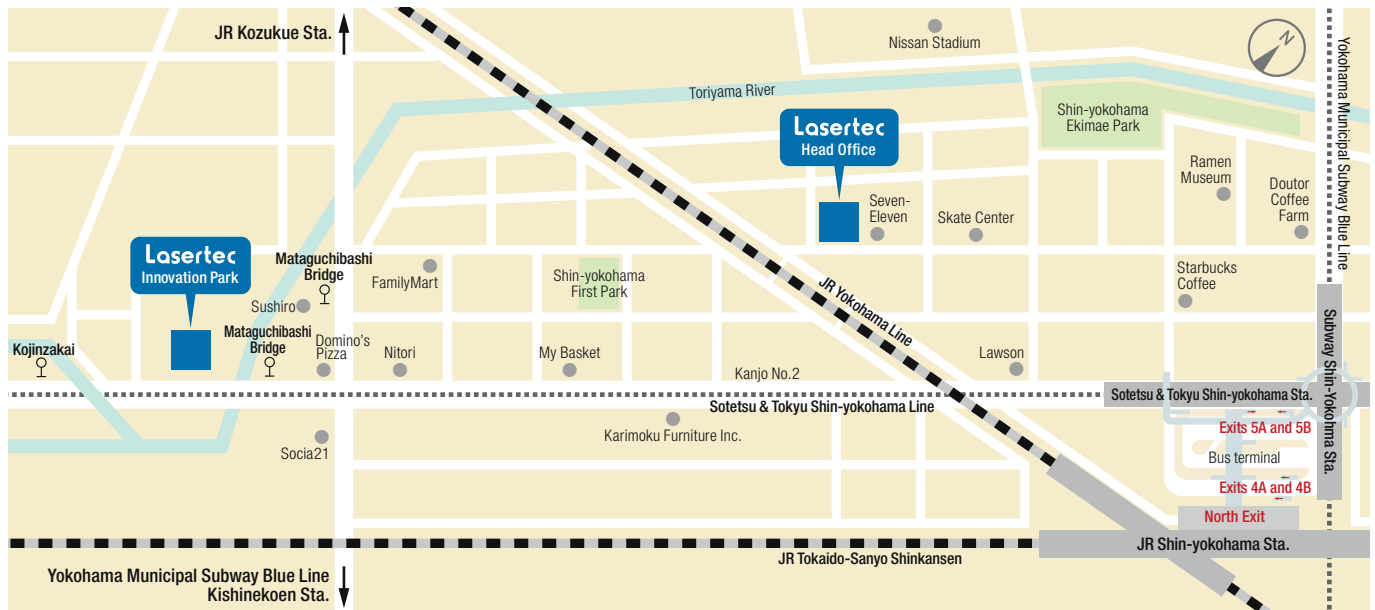 JR Kozukue Sta.
Nissan Stadium
N
Yokohama Municipal Subway Blue Line
Toriyama River
Shin-yokohama
Ekimae Park
Lasertec
Head Office
Ramen
Museum
Doutor
Coffee
Farm
Seven-
Eleven
Skate Center
Lasertec
Innovation Park
Mataguchibashi
Bridge
FamilyMart
Shin-yokohama
First Park
Starbucks
Coffee
Sushiro
JR Yokohama Line
Subway Shin-Yokohma Sta.
Kojinzakai
Mataguchibashi
Bridge
Domino's
Pizza
Nitori
My Basket
Lawson
Kanjo No.2
Sotetsu & Tokyu Shin-yokohama Line
Sotetsu & Tokyu Shin-yokohama Sta.
Karimoku Furniture Inc.
Exits 5A and 5B
Socia21
Bus terminal
Exits 4A and 4B
North Exit
JR Tokaido-Sanyo Shinkansen
JR Shin-yokohama Sta.
Yokohama Municipal Subway Blue Line
Kishinekoen Sta.